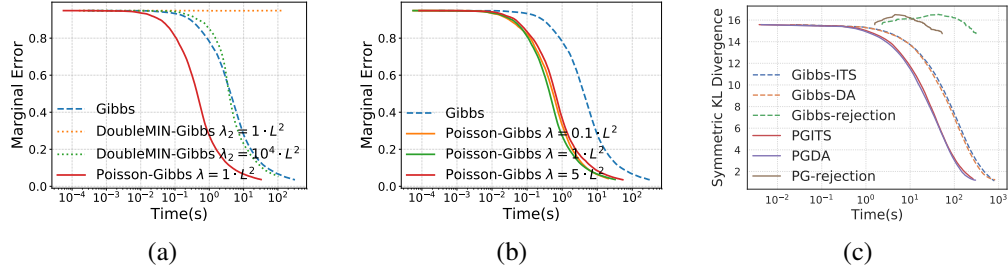 Marginal Error
0.8
0.6
0.4
0.2
0.0
Gibbs
DoubleMIN-Gibbs λ₂ = 1 · L²
DoubleMIN-Gibbs λ₂ = 10⁴ · L²
Poisson-Gibbs λ = 1 · L²
10⁻⁴ 10⁻³ 10⁻² 10⁻¹ 10⁰ 10¹ 10²
Time(s)
(a)
Marginal Error
0.8
0.6
0.4
0.2
0.0
Gibbs
Poisson-Gibbs λ = 0.1 · L²
Poisson-Gibbs λ = 1 · L²
Poisson-Gibbs λ = 5 · L²
10⁻⁴ 10⁻³ 10⁻² 10⁻¹ 10⁰ 10¹ 10²
Time(s)
(b)
Symmetric KL Divergence
16
14
12
10
8
6
4
2
Gibbs-ITS
Gibbs-DA
Gibbs-rejection
PGITS
PGDA
PG-rejection
10⁻⁴ 10⁻³ 10⁻² 10⁻¹ 10⁰ 10¹ 10² 10³
Time(s)
(c)